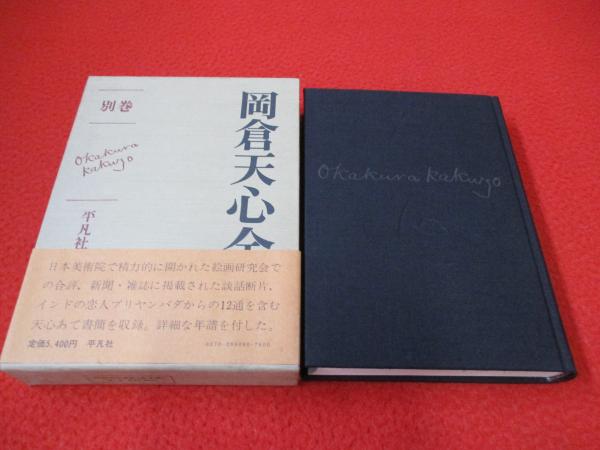 岡倉天心全
別巻
Okakura
Kakuzo
平凡社
日本美術院で精力的に開かれた絵画研究会で
の合評、新聞・雑誌に掲載された談話断片、
インドの恋人プリヤンバダからの12通を含む
天心あて書簡を収録。詳細な年譜を付した。
定価5,400円 平凡社
Okakura Kakuzo